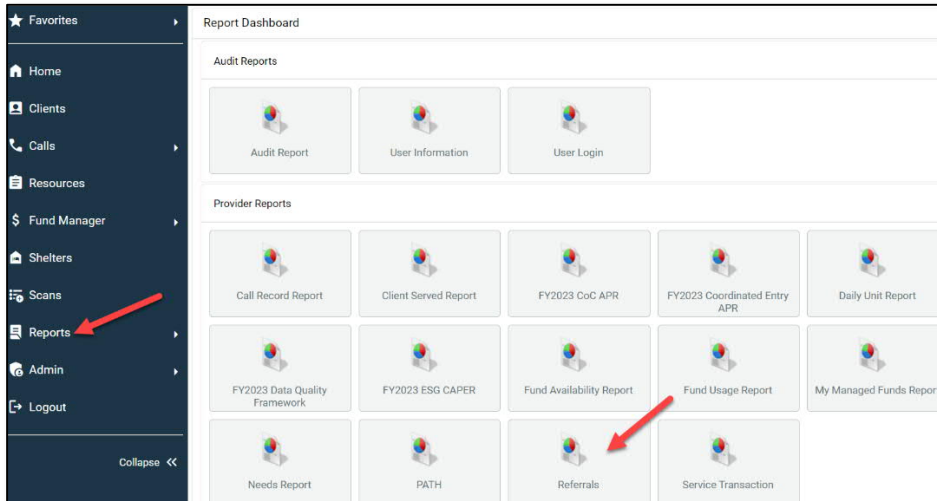 Favorites
Home
Clients
Calls
Resources
Fund Manager
Shelters
Scans
Reports
Admin
Logout
Collapse
Report Dashboard
Audit Reports
Audit Report
User Information
User Login
Provider Reports
Call Record Report
Client Served Report
FY2023 CoC APR
FY2023 Coordinated Entry
APR
Daily Unit Report
FY2023 Data Quality
Framework
FY2023 ESG CAPER
Fund Availability Report
Fund Usage Report
My Managed Funds Repor
Needs Report
PATH
Referrals
Service Transaction